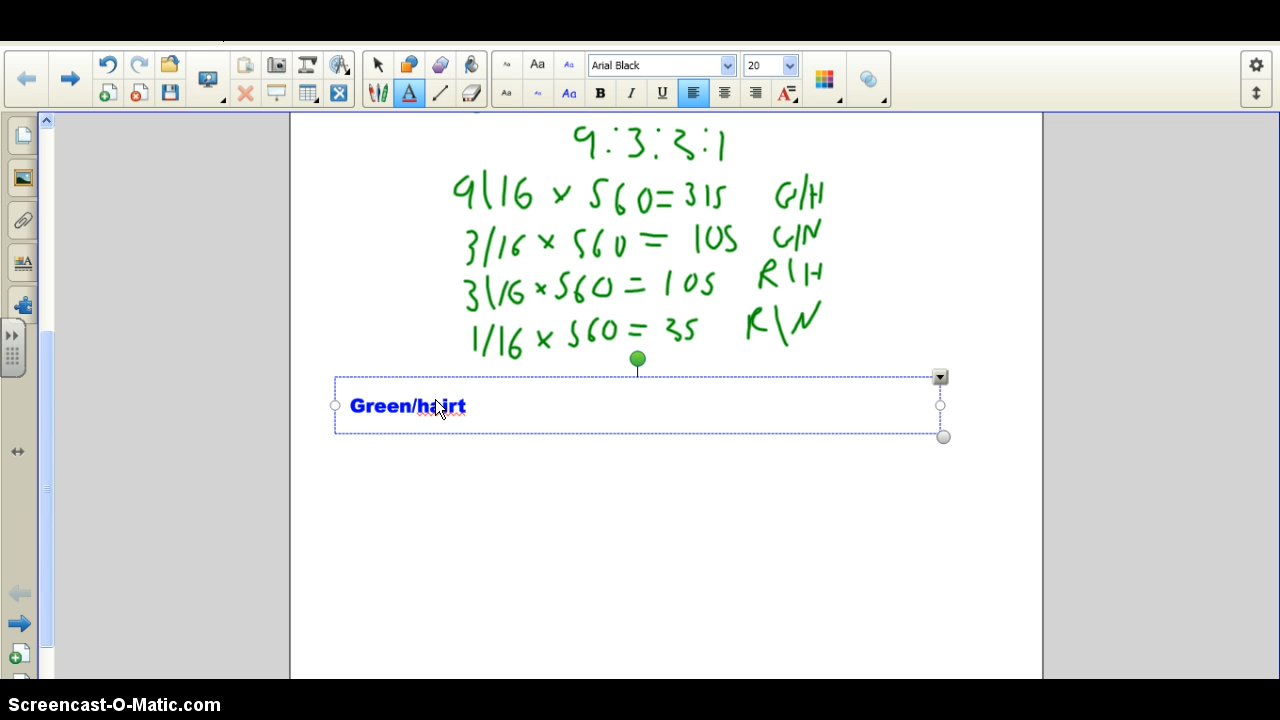 Arial Black 20
9:3:3:1
9/16 × 560 = 315 G/H
3/16 × 560 = 105 G/N
3/16 × 560 = 105 R/H
1/16 × 560 = 35 R/N
Green/hairt
Screencast-O-Matic.com